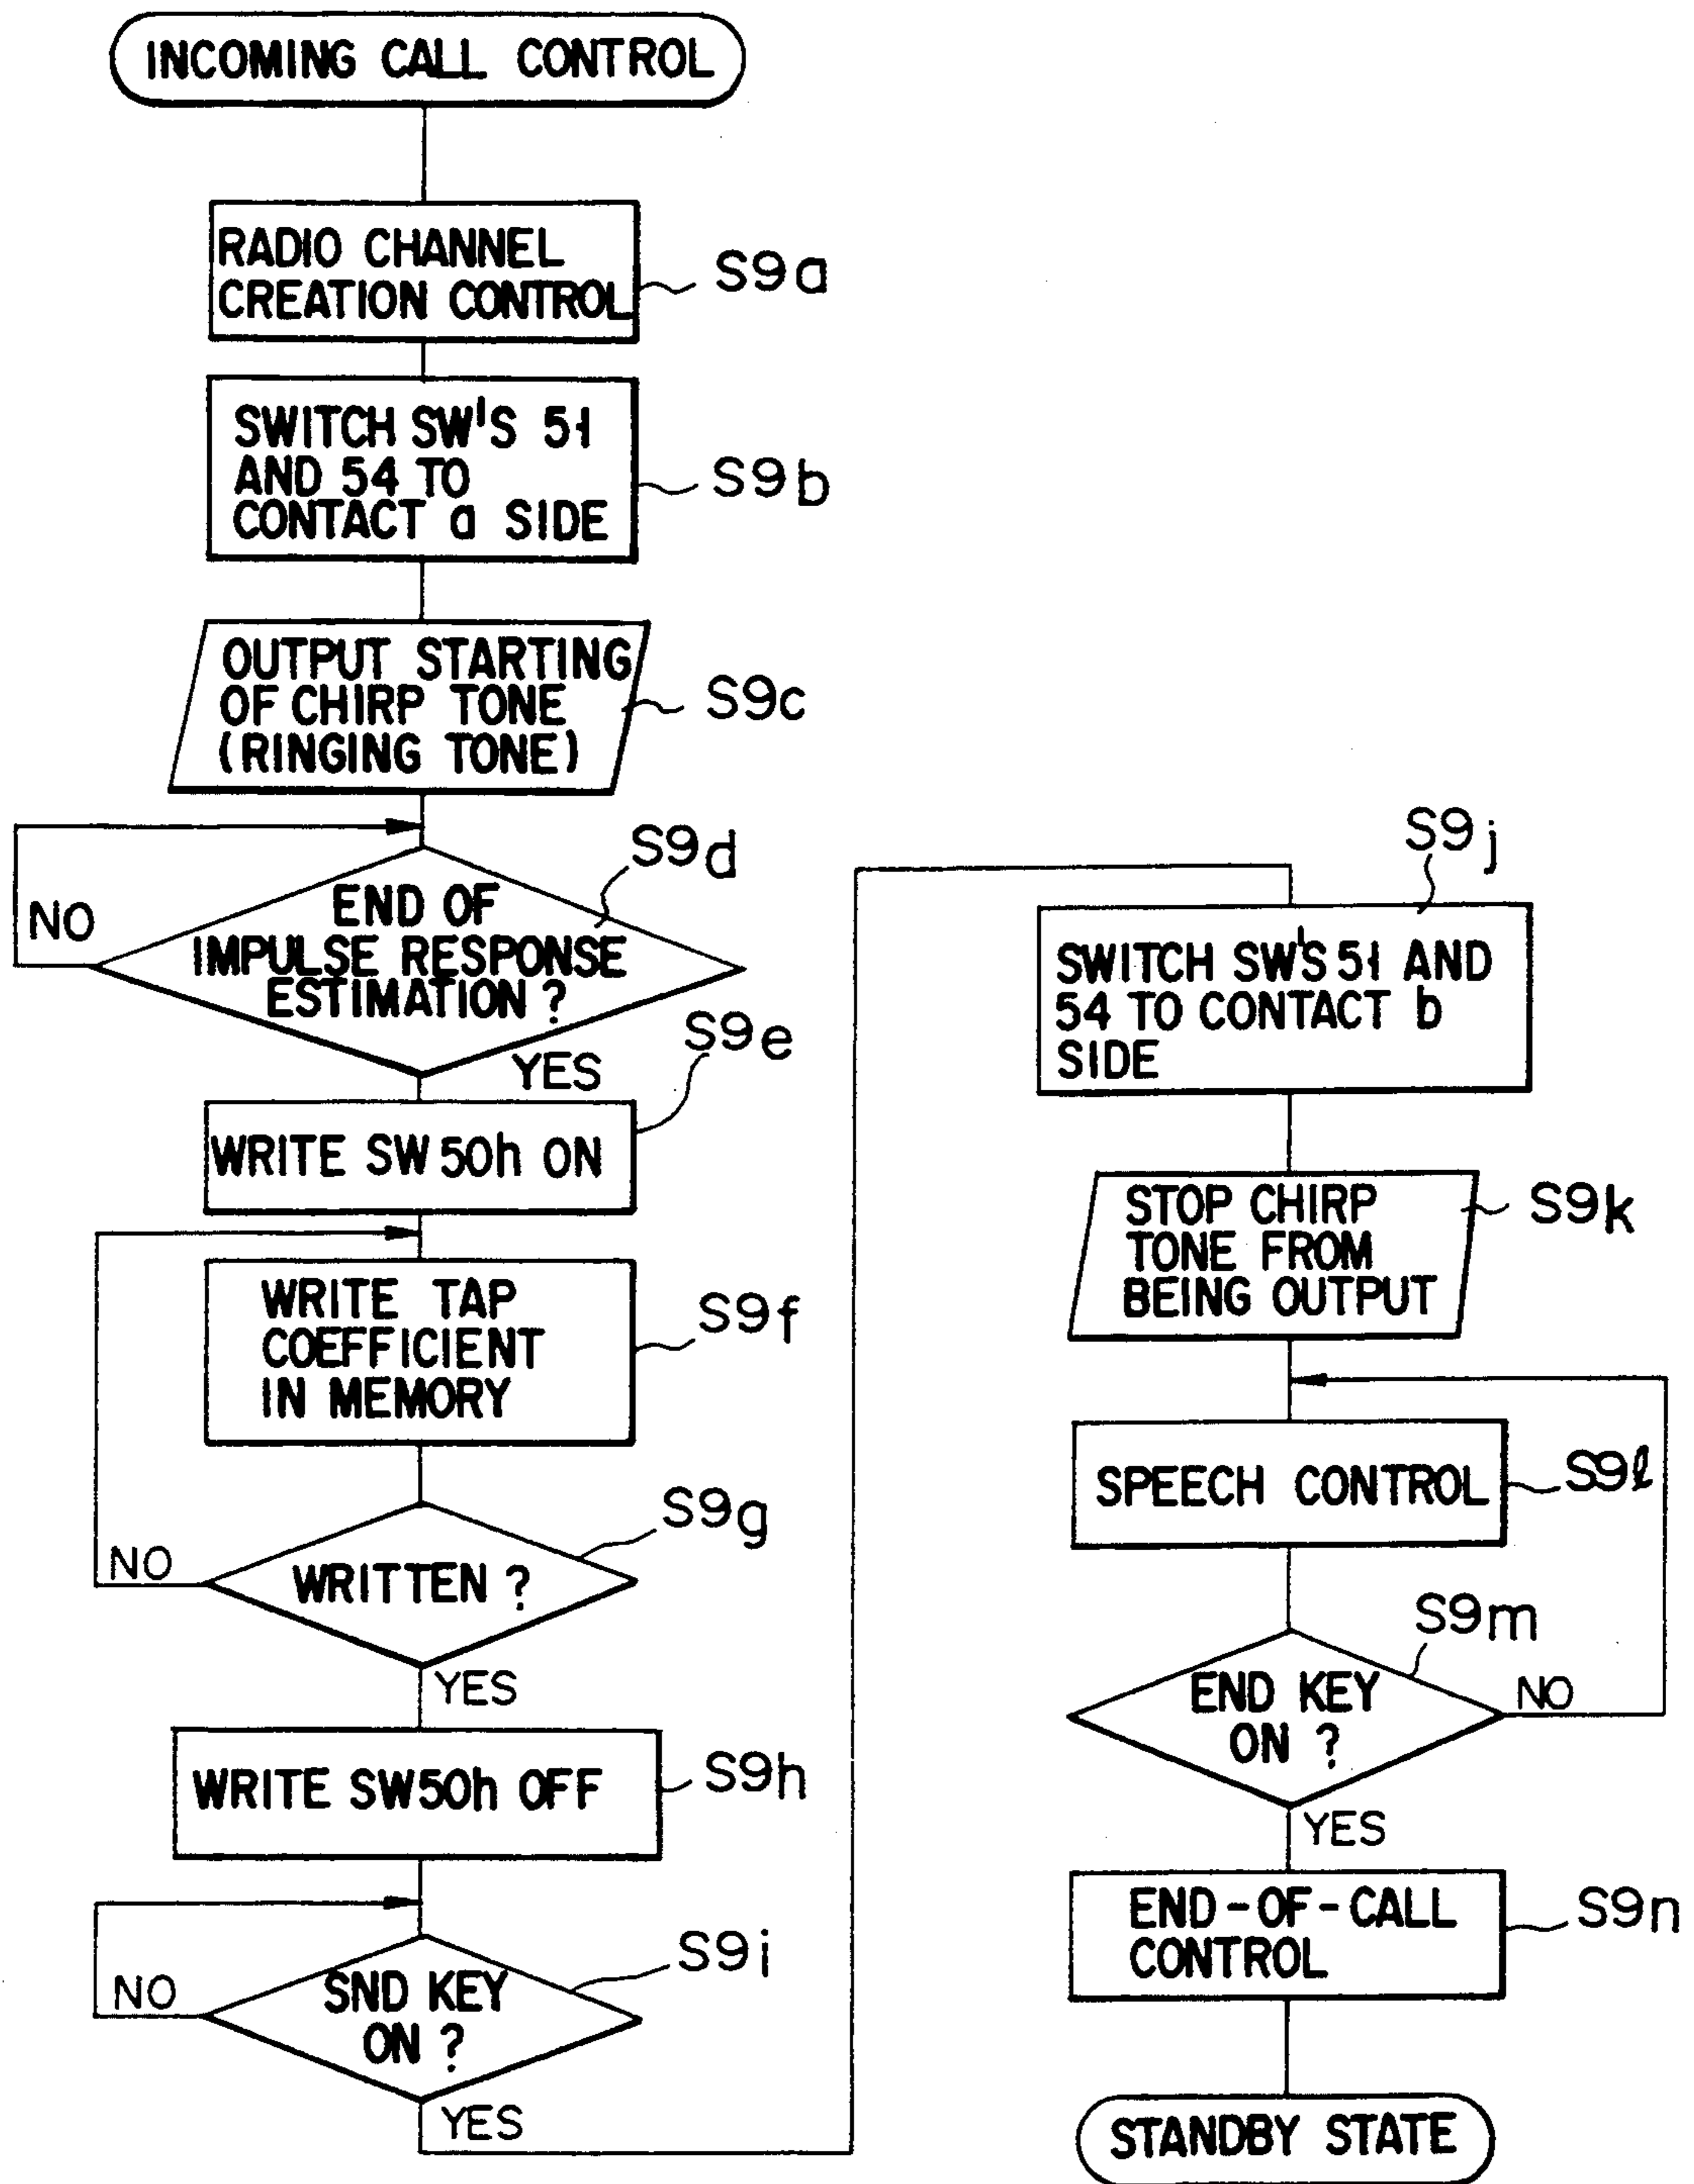 INCOMING CALL CONTROL
RADIO CHANNEL
CREATION CONTROL
S9a
SWITCH SW'S 51
AND 54 TO
CONTACT a SIDE
S9b
OUTPUT STARTING
OF CHIRP TONE
(RINGING TONE)
S9c
S9d
END OF
IMPULSE RESPONSE
ESTIMATION ?
NO
YES
S9e
WRITE SW 50h ON
WRITE TAP
COEFFICIENT
IN MEMORY
S9f
S9g
WRITTEN ?
NO
YES
WRITE SW50h OFF
S9h
S9i
SND KEY
ON ?
NO
YES
S9j
SWITCH SW'S 51 AND
54 TO CONTACT b
SIDE
STOP CHIRP
TONE FROM
BEING OUTPUT
S9k
SPEECH CONTROL
S9l
S9m
END KEY
ON ?
NO
YES
END-OF-CALL
CONTROL
S9n
STANDBY STATE